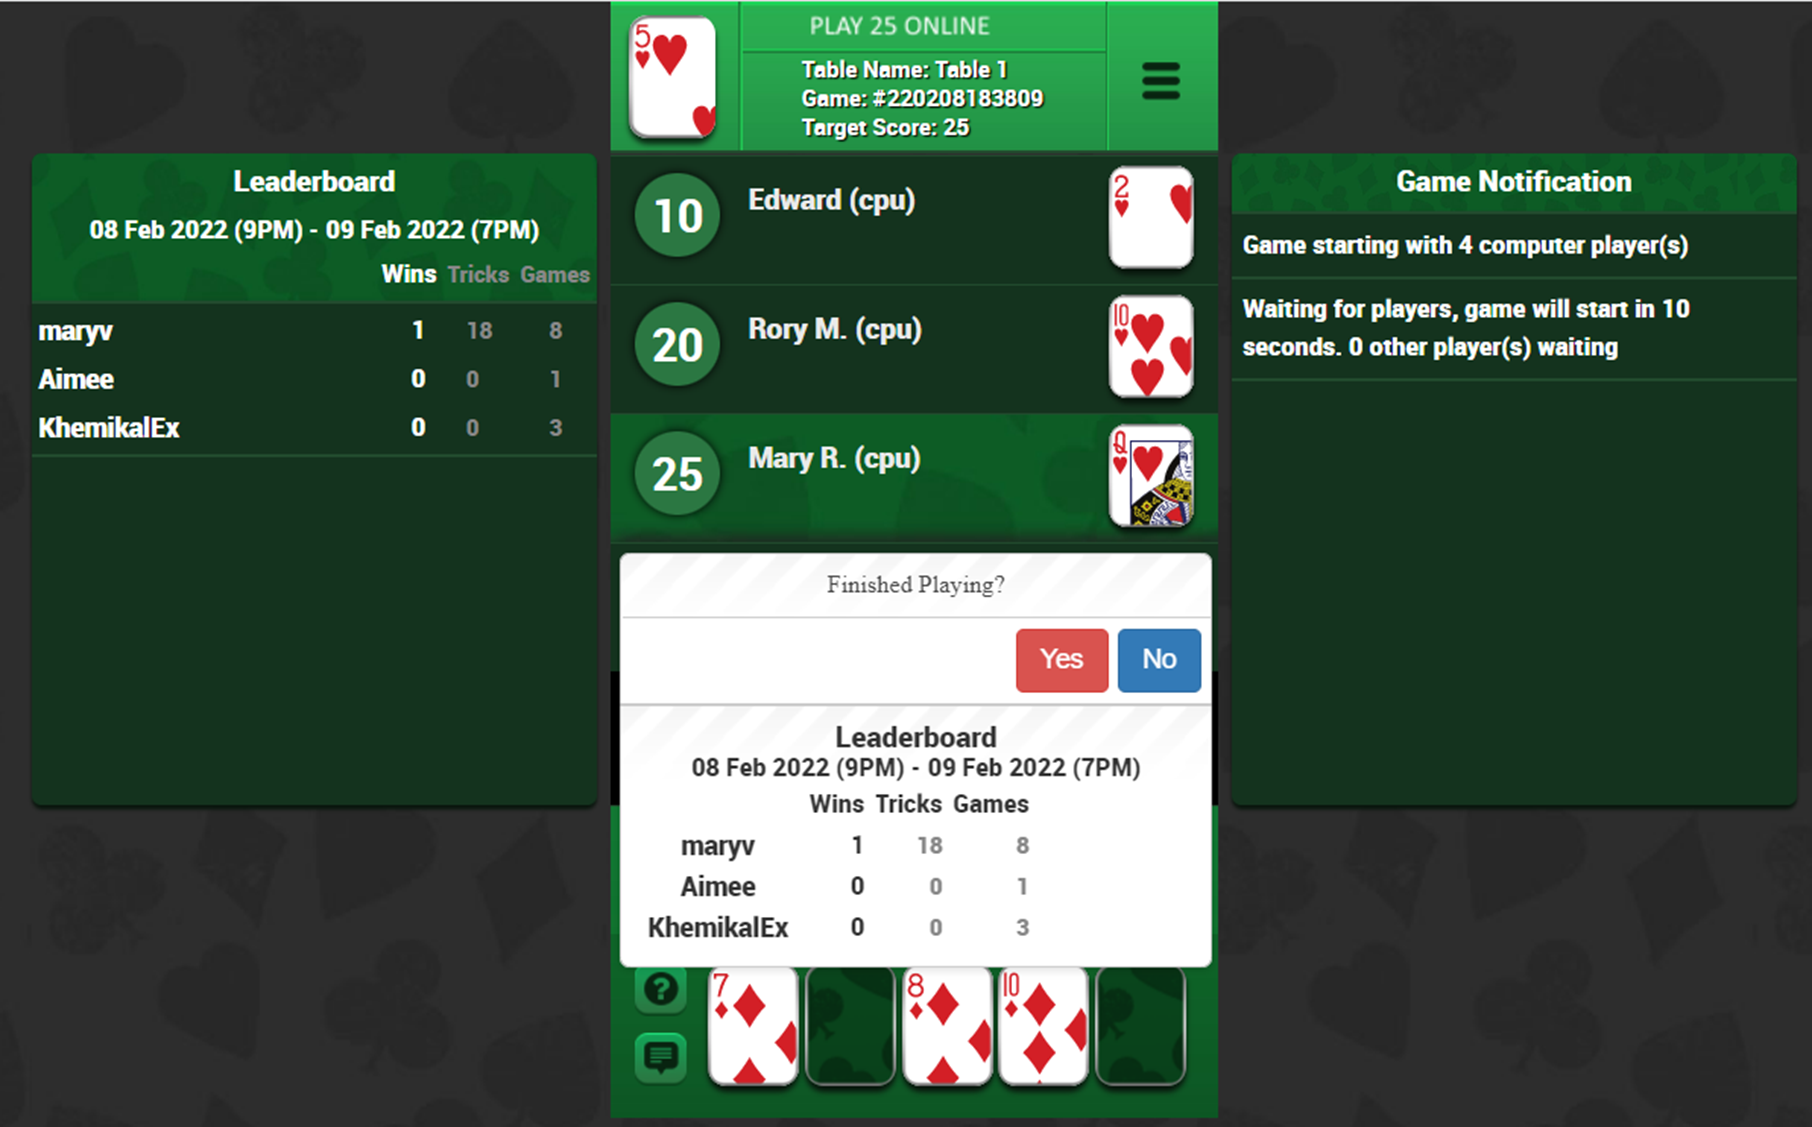 PLAY 25 ONLINE
5
Table Name: Table 1
Game: #220208183809
Target Score: 25
Leaderboard
08 Feb 2022 (9PM) - 09 Feb 2022 (7PM)
Wins Tricks Games
maryv 1 18 8
Aimee 0 0 1
KhemikalEx 0 0 3
10 Edward (cpu) 2
20 Rory M. (cpu) 10
25 Mary R. (cpu) Q
Finished Playing?
Yes No
Leaderboard
08 Feb 2022 (9PM) - 09 Feb 2022 (7PM)
Wins Tricks Games
maryv 1 18 8
Aimee 0 0 1
KhemikalEx 0 0 3
? 7 8 10
Game Notification
Game starting with 4 computer player(s)
Waiting for players, game will start in 10
seconds. 0 other player(s) waiting